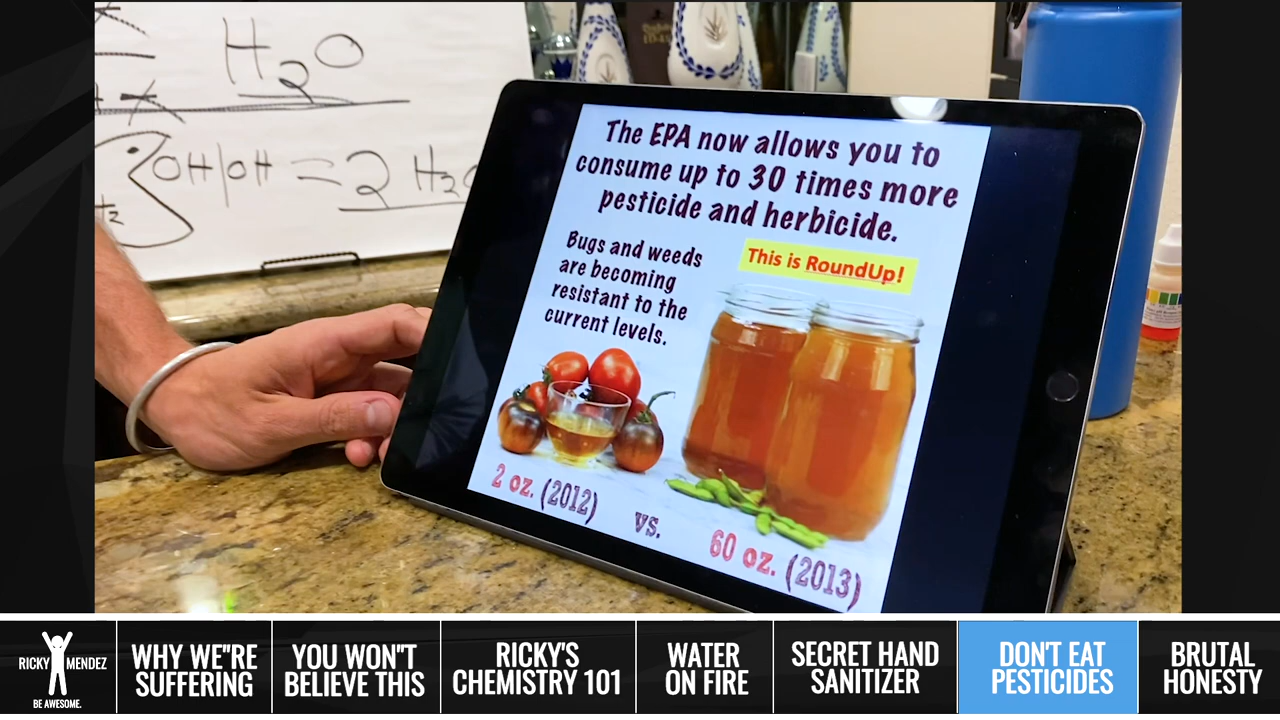 H2O
OH/OH = 2 H2O
The EPA now allows you to
consume up to 30 times more
pesticide and herbicide.
Bugs and weeds
are becoming
resistant to the
current levels.
This is RoundUp!
2 oz. (2012)
vs.
60 oz. (2013)
RICKY MENDEZ
BE AWESOME.
WHY WE"RE
SUFFERING
YOU WON"T
BELIEVE THIS
RICKY'S
CHEMISTRY 101
WATER
ON FIRE
SECRET HAND
SANITIZER
DON'T EAT
PESTICIDES
BRUTAL
HONESTY